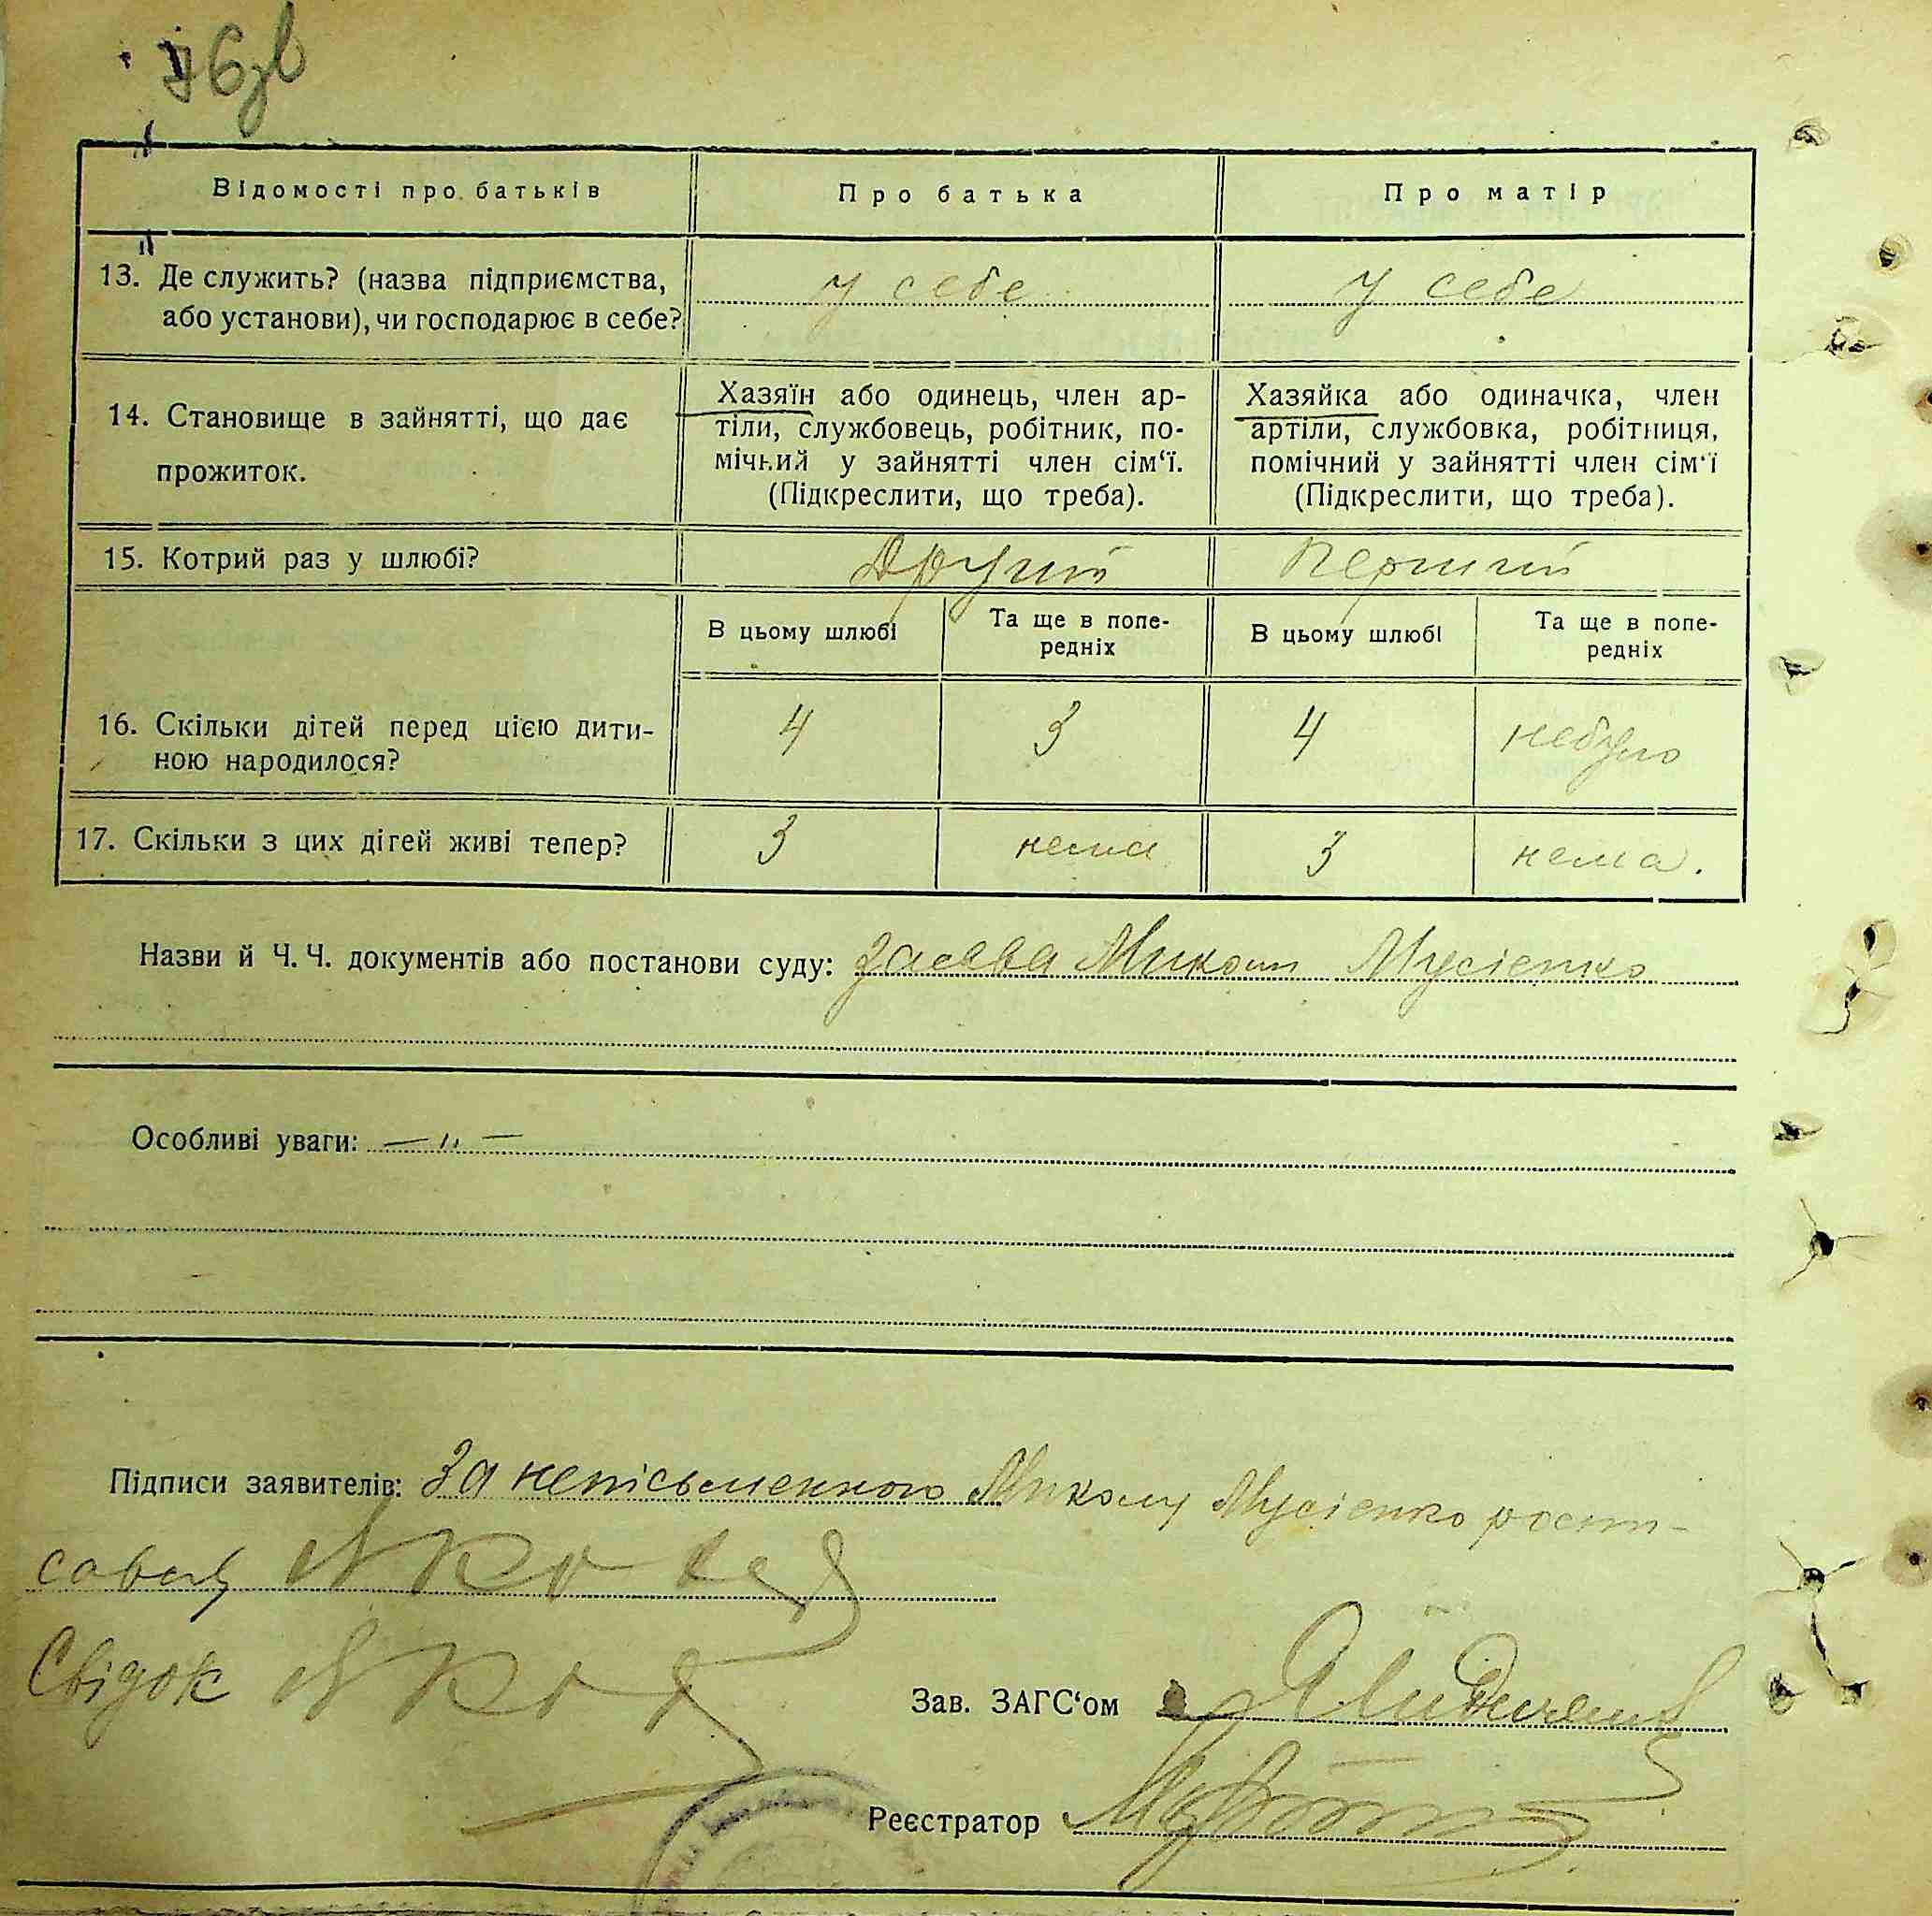 76зв
Відомості про батьків
Про батька
Про матір
13. Де служить? (назва підприємства,
або установи), чи господарює в себе?
у себе
у себе
14. Становище в зайнятті, що дає
прожиток.
Хазяїн або одинець, член ар-
тіли, службовець, робітник, по-
мічний у зайнятті член сім‘ї.
(Підкреслити, що треба).
Хазяйка або одиначка, член
артіли, службовка, робітниця,
помічний у зайнятті член сім‘ї
(Підкреслити, що треба).
15. Котрий раз у шлюбі?
Другий
Перший
16. Скільки дітей перед цією дити-
ною народилося?
В цьому шлюбі
Та ще в попе-
редніх
В цьому шлюбі
Та ще в попе-
редніх
4
3
4
небуло
17. Скільки з цих дігей живі тепер?
3
нема
3
нема.
Назви й Ч. Ч. документів або постанови суду: заява Миколи Мусієнко
Особливі уваги: — „ —
Підписи заявителів: За неписьменного Миколу Мусієнко роспи-
савсь
Свідок
Зав. ЗАГС‘ом
Реєстратор